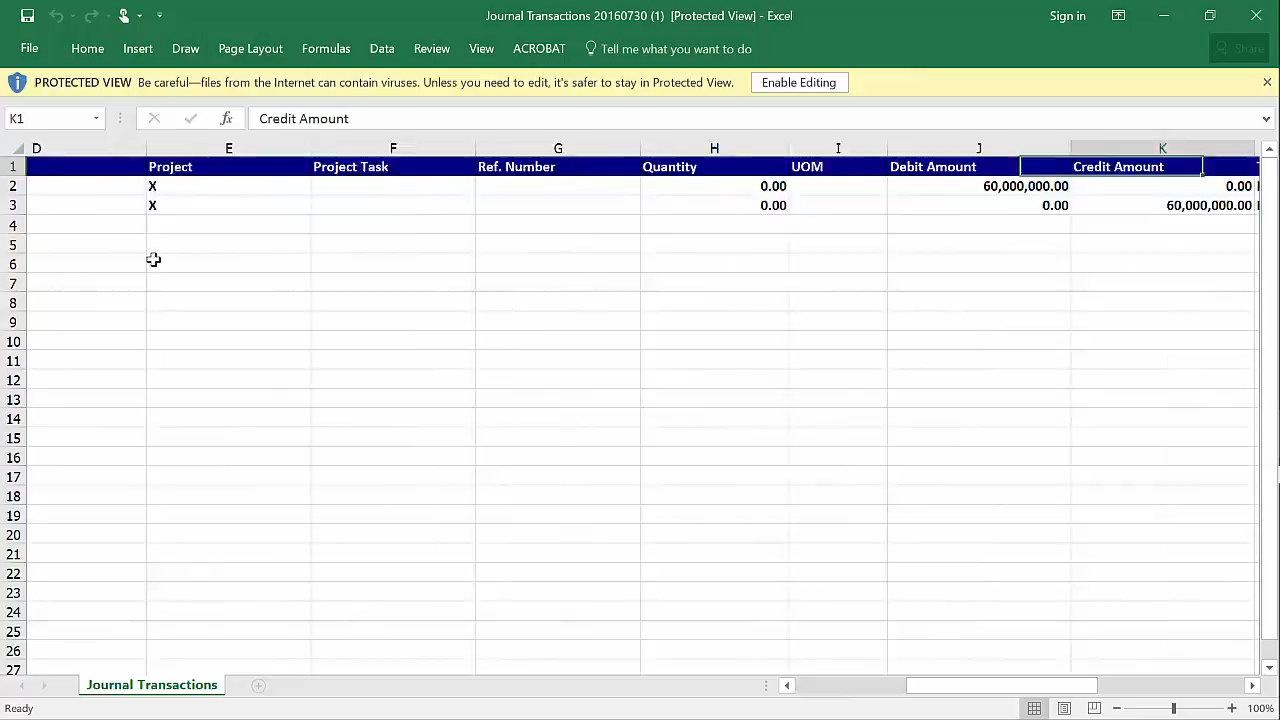 Journal Transactions 20160730 (1) [Protected View] - Excel
Sign in
File Home Insert Draw Page Layout Formulas Data Review View ACROBAT Tell me what you want to do Share
PROTECTED VIEW Be careful—files from the Internet can contain viruses. Unless you need to edit, it's safer to stay in Protected View. Enable Editing
K1 fx Credit Amount
D E F G H I J K
1 Project Project Task Ref. Number Quantity UOM Debit Amount Credit Amount
2 X 0.00 60,000,000.00 0.00
3 X 0.00 0.00 60,000,000.00
4
5
6
7
8
9
10
11
12
13
14
15
16
17
18
19
20
21
22
23
24
25
26
27
Journal Transactions
Ready 100%